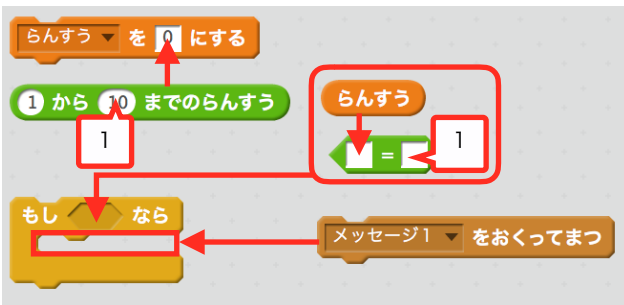 らんすう ▼ を 0 にする
1 から 10 までのらんすう
1
らんすう
= 1
もし なら
メッセージ1 ▼ をおくってまつ